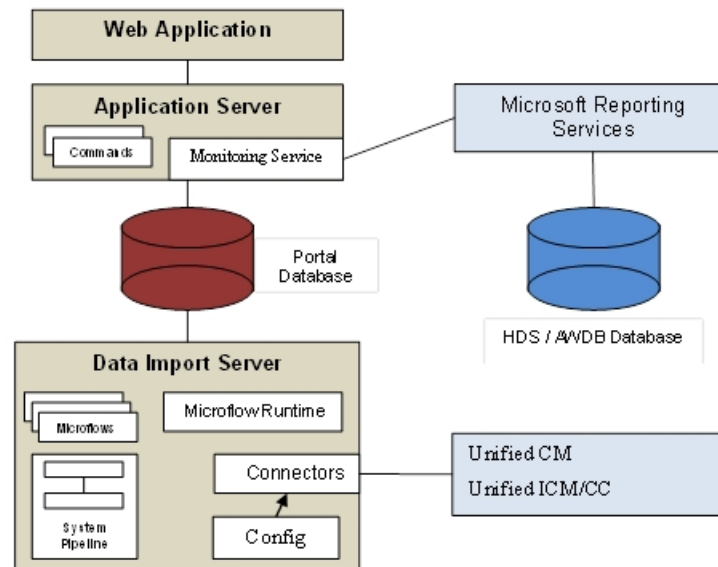 Web Application
Application Server
Commands
Monitoring Service
Microsoft Reporting
Services
Portal
Database
HDS / AWDB Database
Data Import Server
Microflows
Microflow Runtime
System
Pipeline
Connectors
Config
Unified CM
Unified ICM/CC